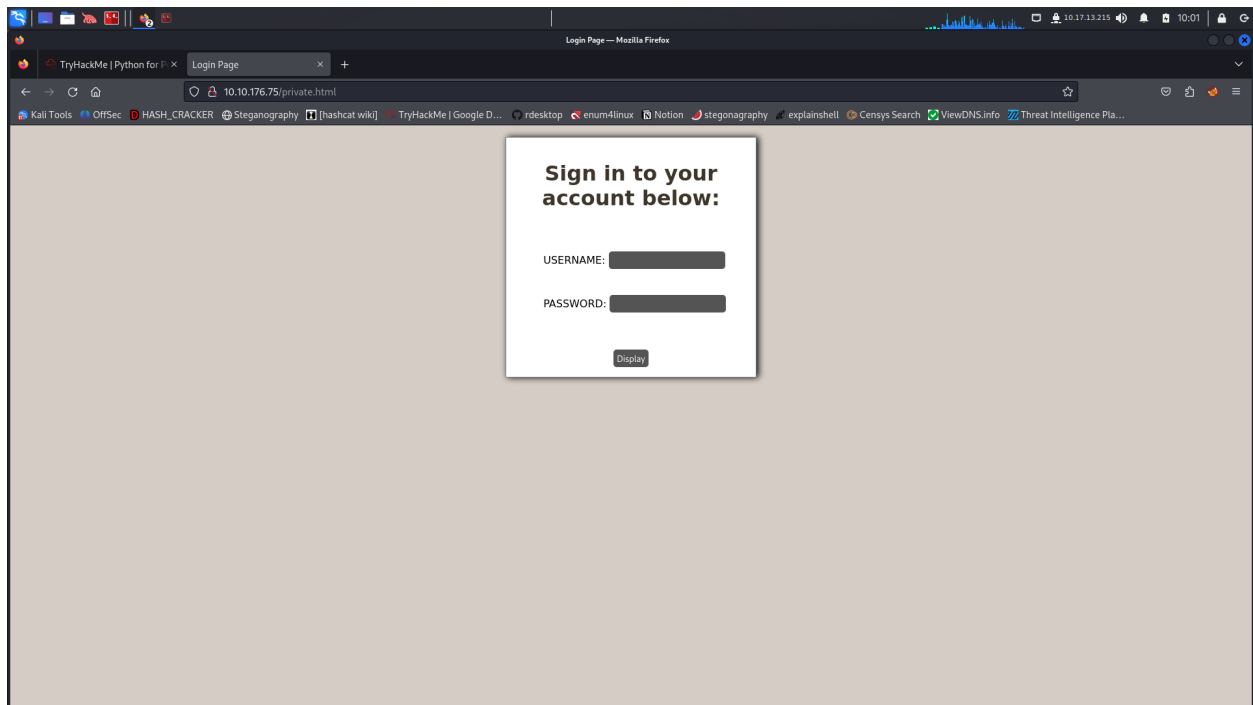 10.17.13.215 10:01
Login Page — Mozilla Firefox
TryHackMe | Python for P Login Page
10.10.176.75/private.html
Kali Tools OffSec HASH_CRACKER Steganography [hashcat wiki] TryHackMe | Google D... rdesktop enum4linux Notion stegonagraphy explainshell Censys Search ViewDNS.info Threat Intelligence Pla...
Sign in to your
account below:
USERNAME:
PASSWORD:
Display